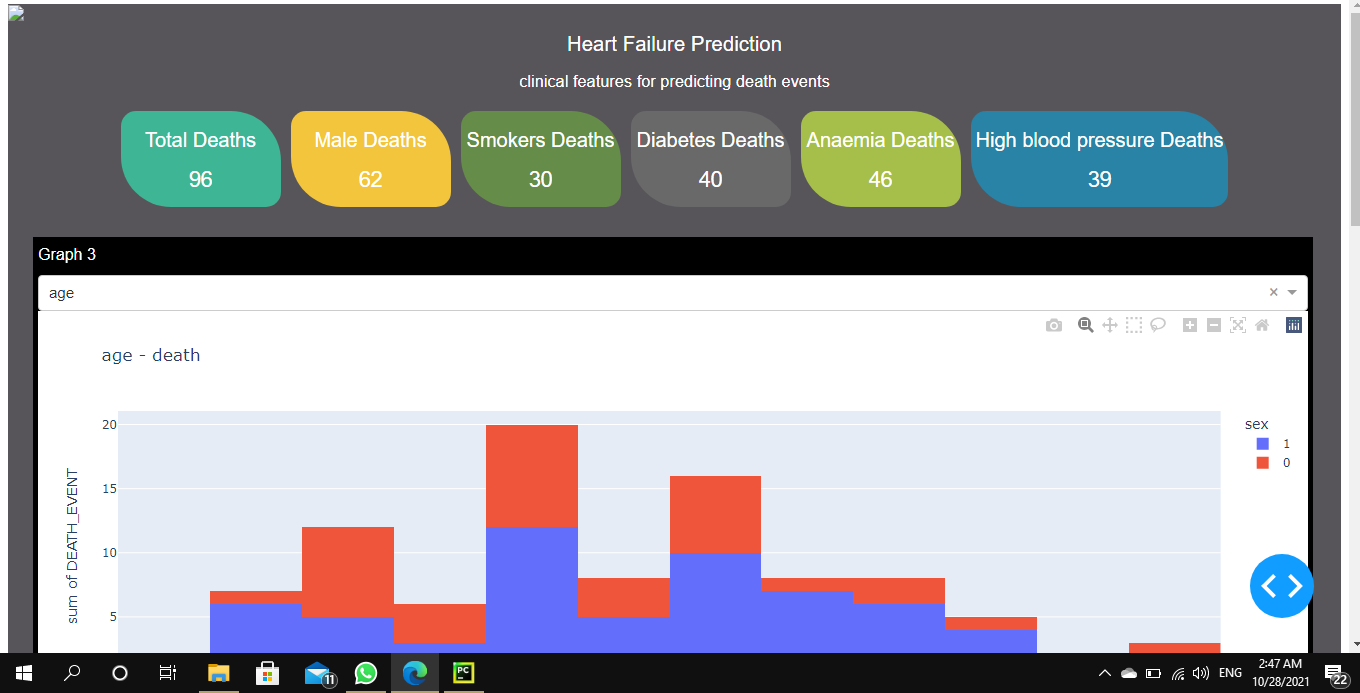 Heart Failure Prediction
clinical features for predicting death events
Total Deaths
96
Male Deaths
62
Smokers Deaths
30
Diabetes Deaths
40
Anaemia Deaths
46
High blood pressure Deaths
39
Graph 3
age
age - death
sum of DEATH_EVENT
20
15
10
5
sex
1
0
11
PC
ENG
2:47 AM
10/28/2021
22